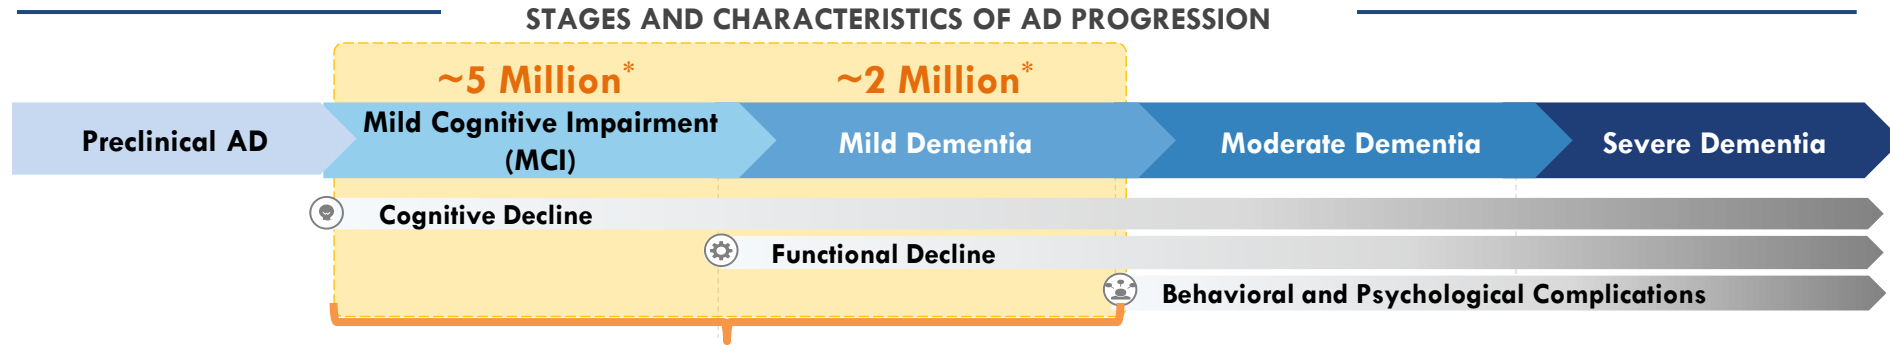 STAGES AND CHARACTERISTICS OF AD PROGRESSION
~5 Million*
~2 Million*
Preclinical AD
Mild Cognitive Impairment
(MCI)
Mild Dementia
Moderate Dementia
Severe Dementia
Cognitive Decline
Functional Decline
Behavioral and Psychological Complications